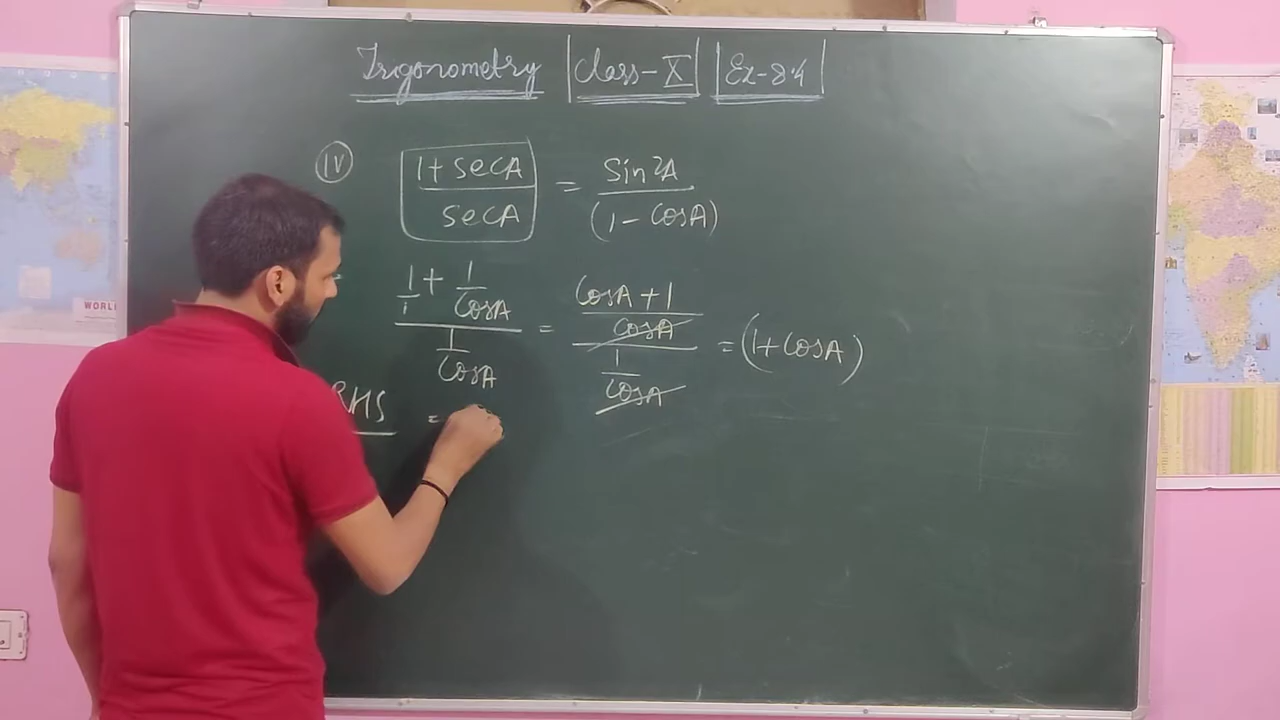 Trigonometry | Class-X | Ex-8.4 |
IV
1 + secA / secA = Sin²A / (1 - CosA)
1/1 + 1/CosA / 1/CosA = CosA + 1 / CosA / 1/CosA = (1 + CosA)
RHS =
WORL